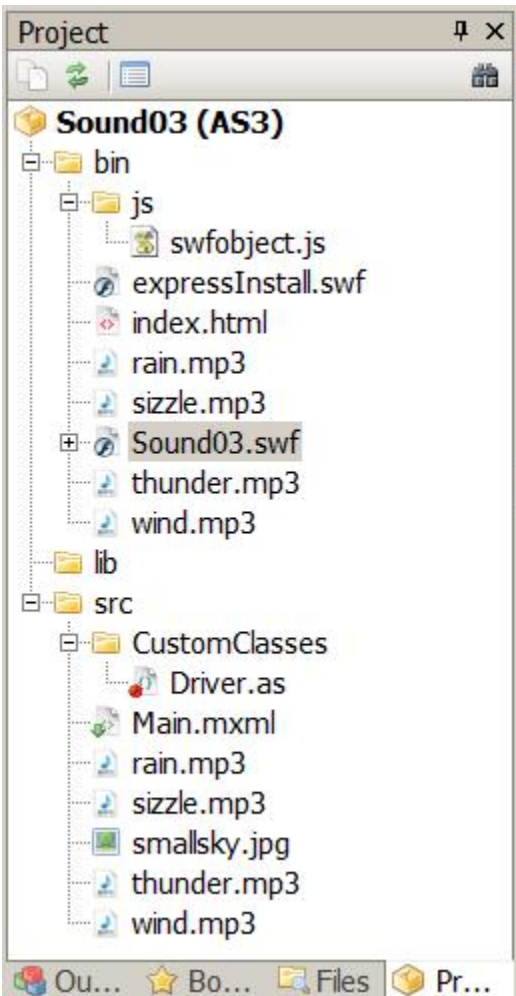 Project
Sound03 (AS3)
bin
js
swfobject.js
expressInstall.swf
index.html
rain.mp3
sizzle.mp3
Sound03.swf
thunder.mp3
wind.mp3
lib
src
CustomClasses
Driver.as
Main.mxml
rain.mp3
sizzle.mp3
smallsky.jpg
thunder.mp3
wind.mp3
Ou... Bo... Files Pr...